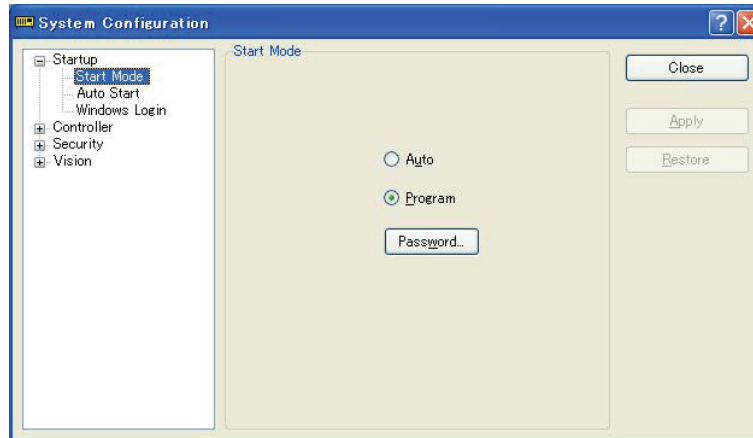 System Configuration
Startup
Start Mode
Auto Start
Windows Login
Controller
Security
Vision
Start Mode
Auto
Program
Password...
Close
Apply
Restore